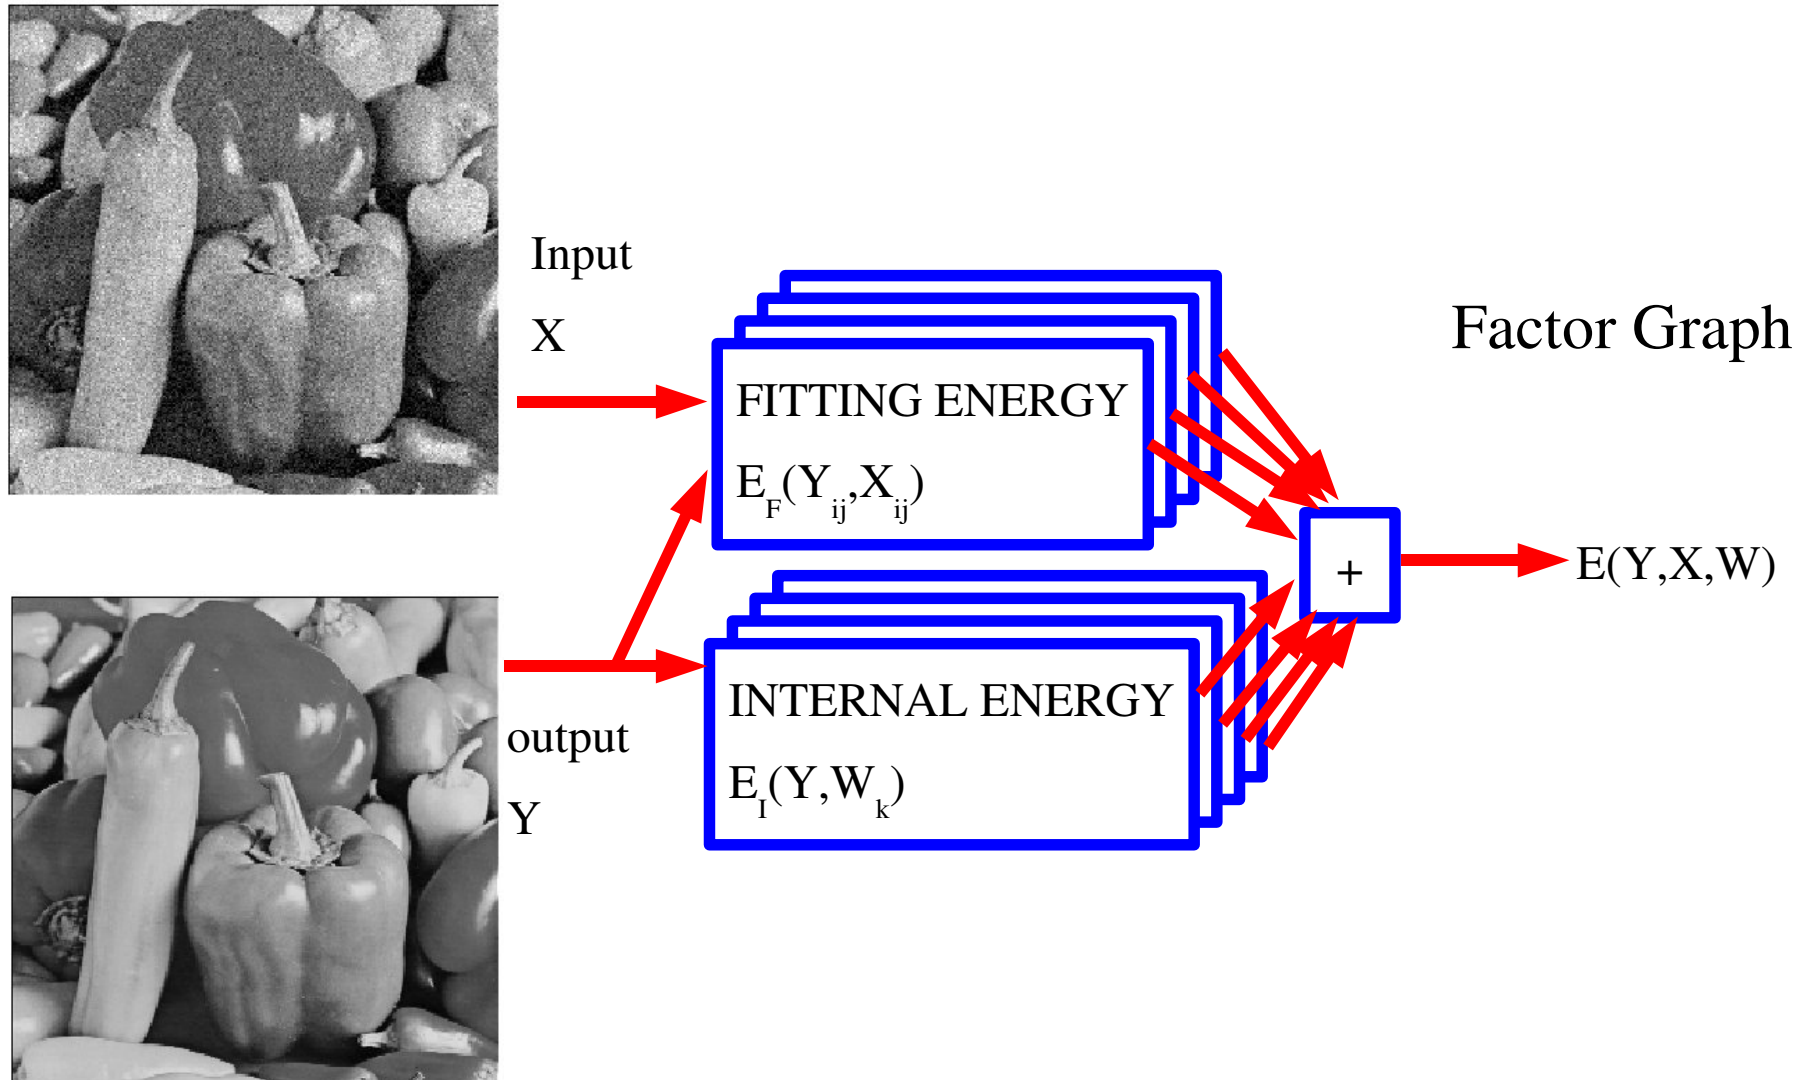 Input
X
Factor Graph
FITTING ENERGY
E_F(Y_ij,X_ij)
+
E(Y,X,W)
INTERNAL ENERGY
E_I(Y,W_k)
output
Y